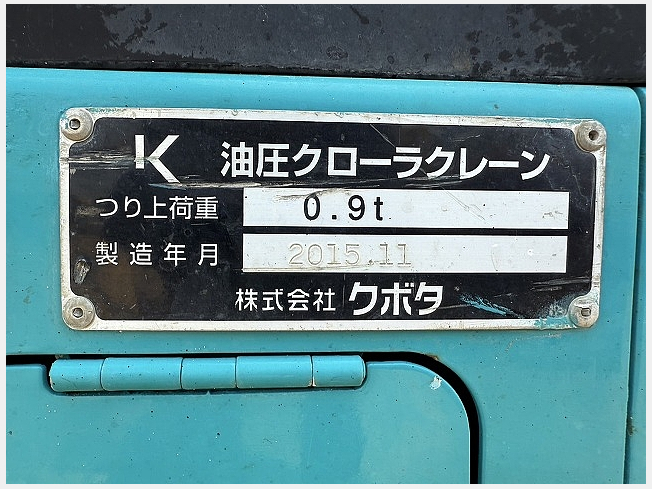 K 油圧クローラクレーン
つり上荷重 0.9t
製造年月 2015.11
株式会社 クボタ